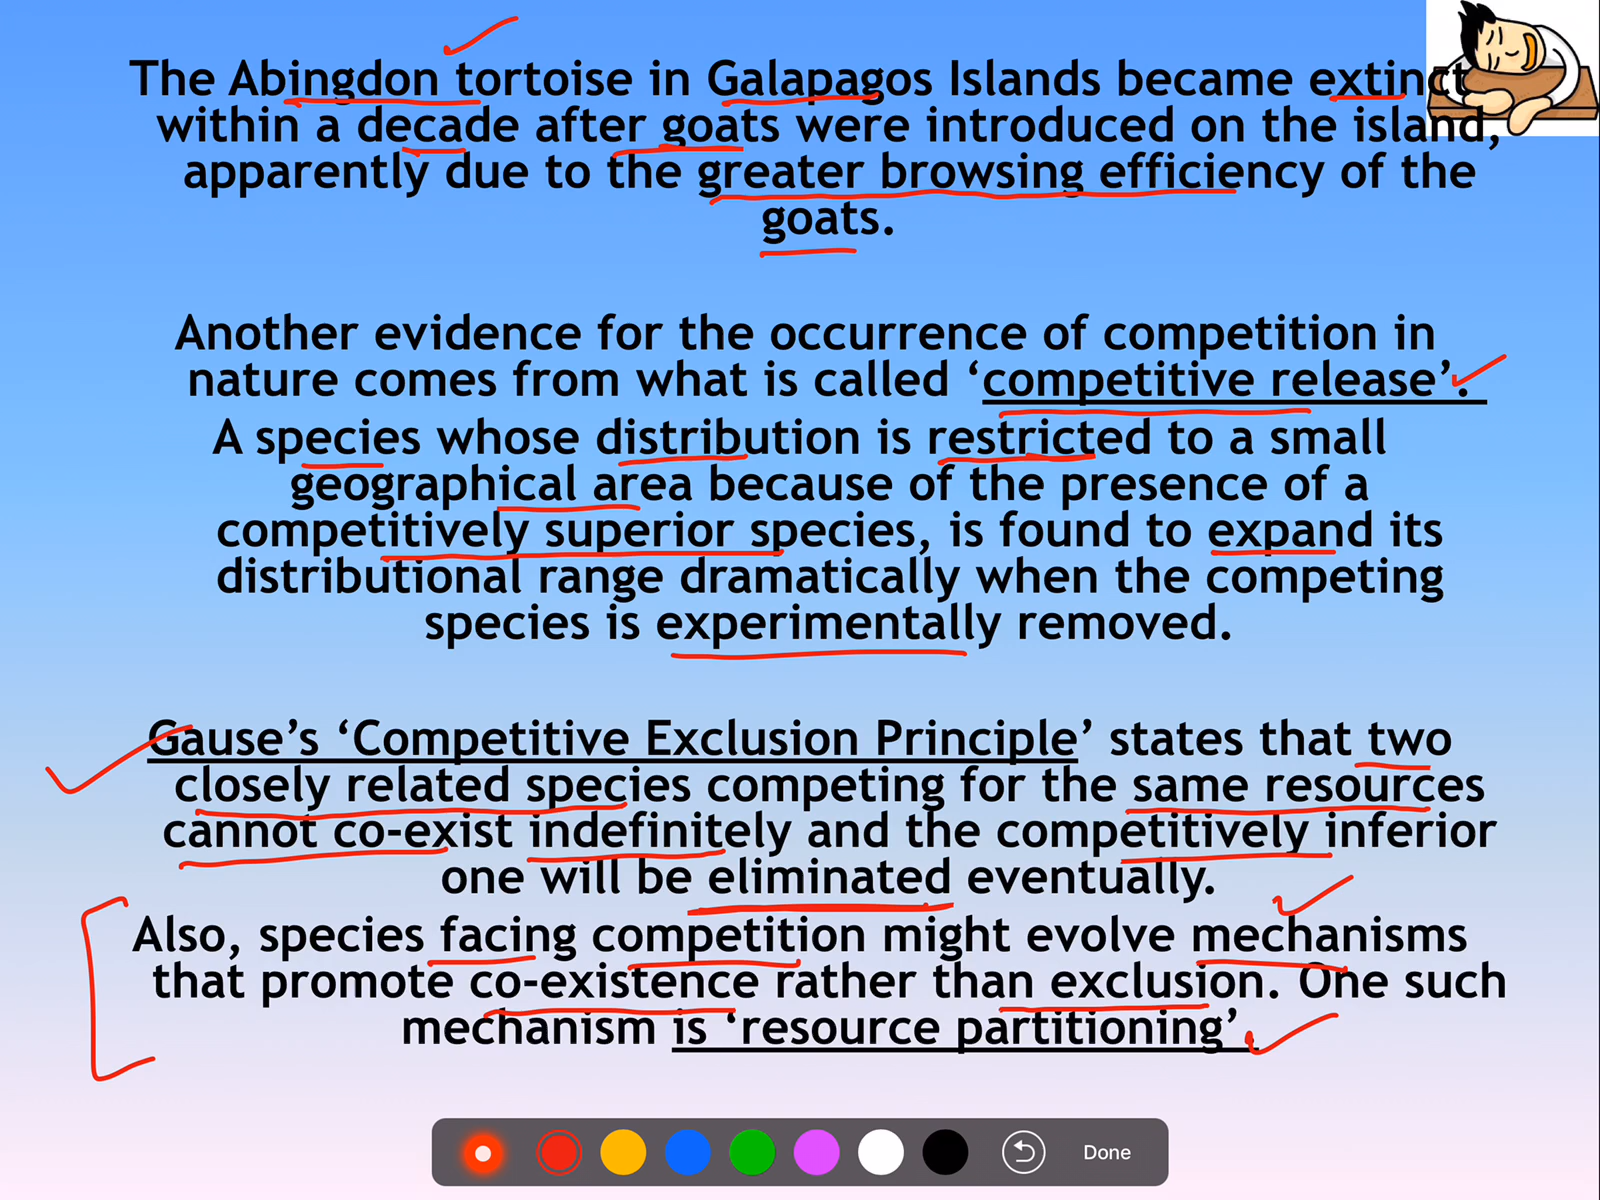 The Abingdon tortoise in Galapagos Islands became extinct
within a decade after goats were introduced on the island,
apparently due to the greater browsing efficiency of the
goats.
Another evidence for the occurrence of competition in
nature comes from what is called ‘competitive release’.
A species whose distribution is restricted to a small
geographical area because of the presence of a
competitively superior species, is found to expand its
distributional range dramatically when the competing
species is experimentally removed.
Gause’s ‘Competitive Exclusion Principle’ states that two
closely related species competing for the same resources
cannot co-exist indefinitely and the competitively inferior
one will be eliminated eventually.
Also, species facing competition might evolve mechanisms
that promote co-existence rather than exclusion. One such
mechanism is ‘resource partitioning’.
Done